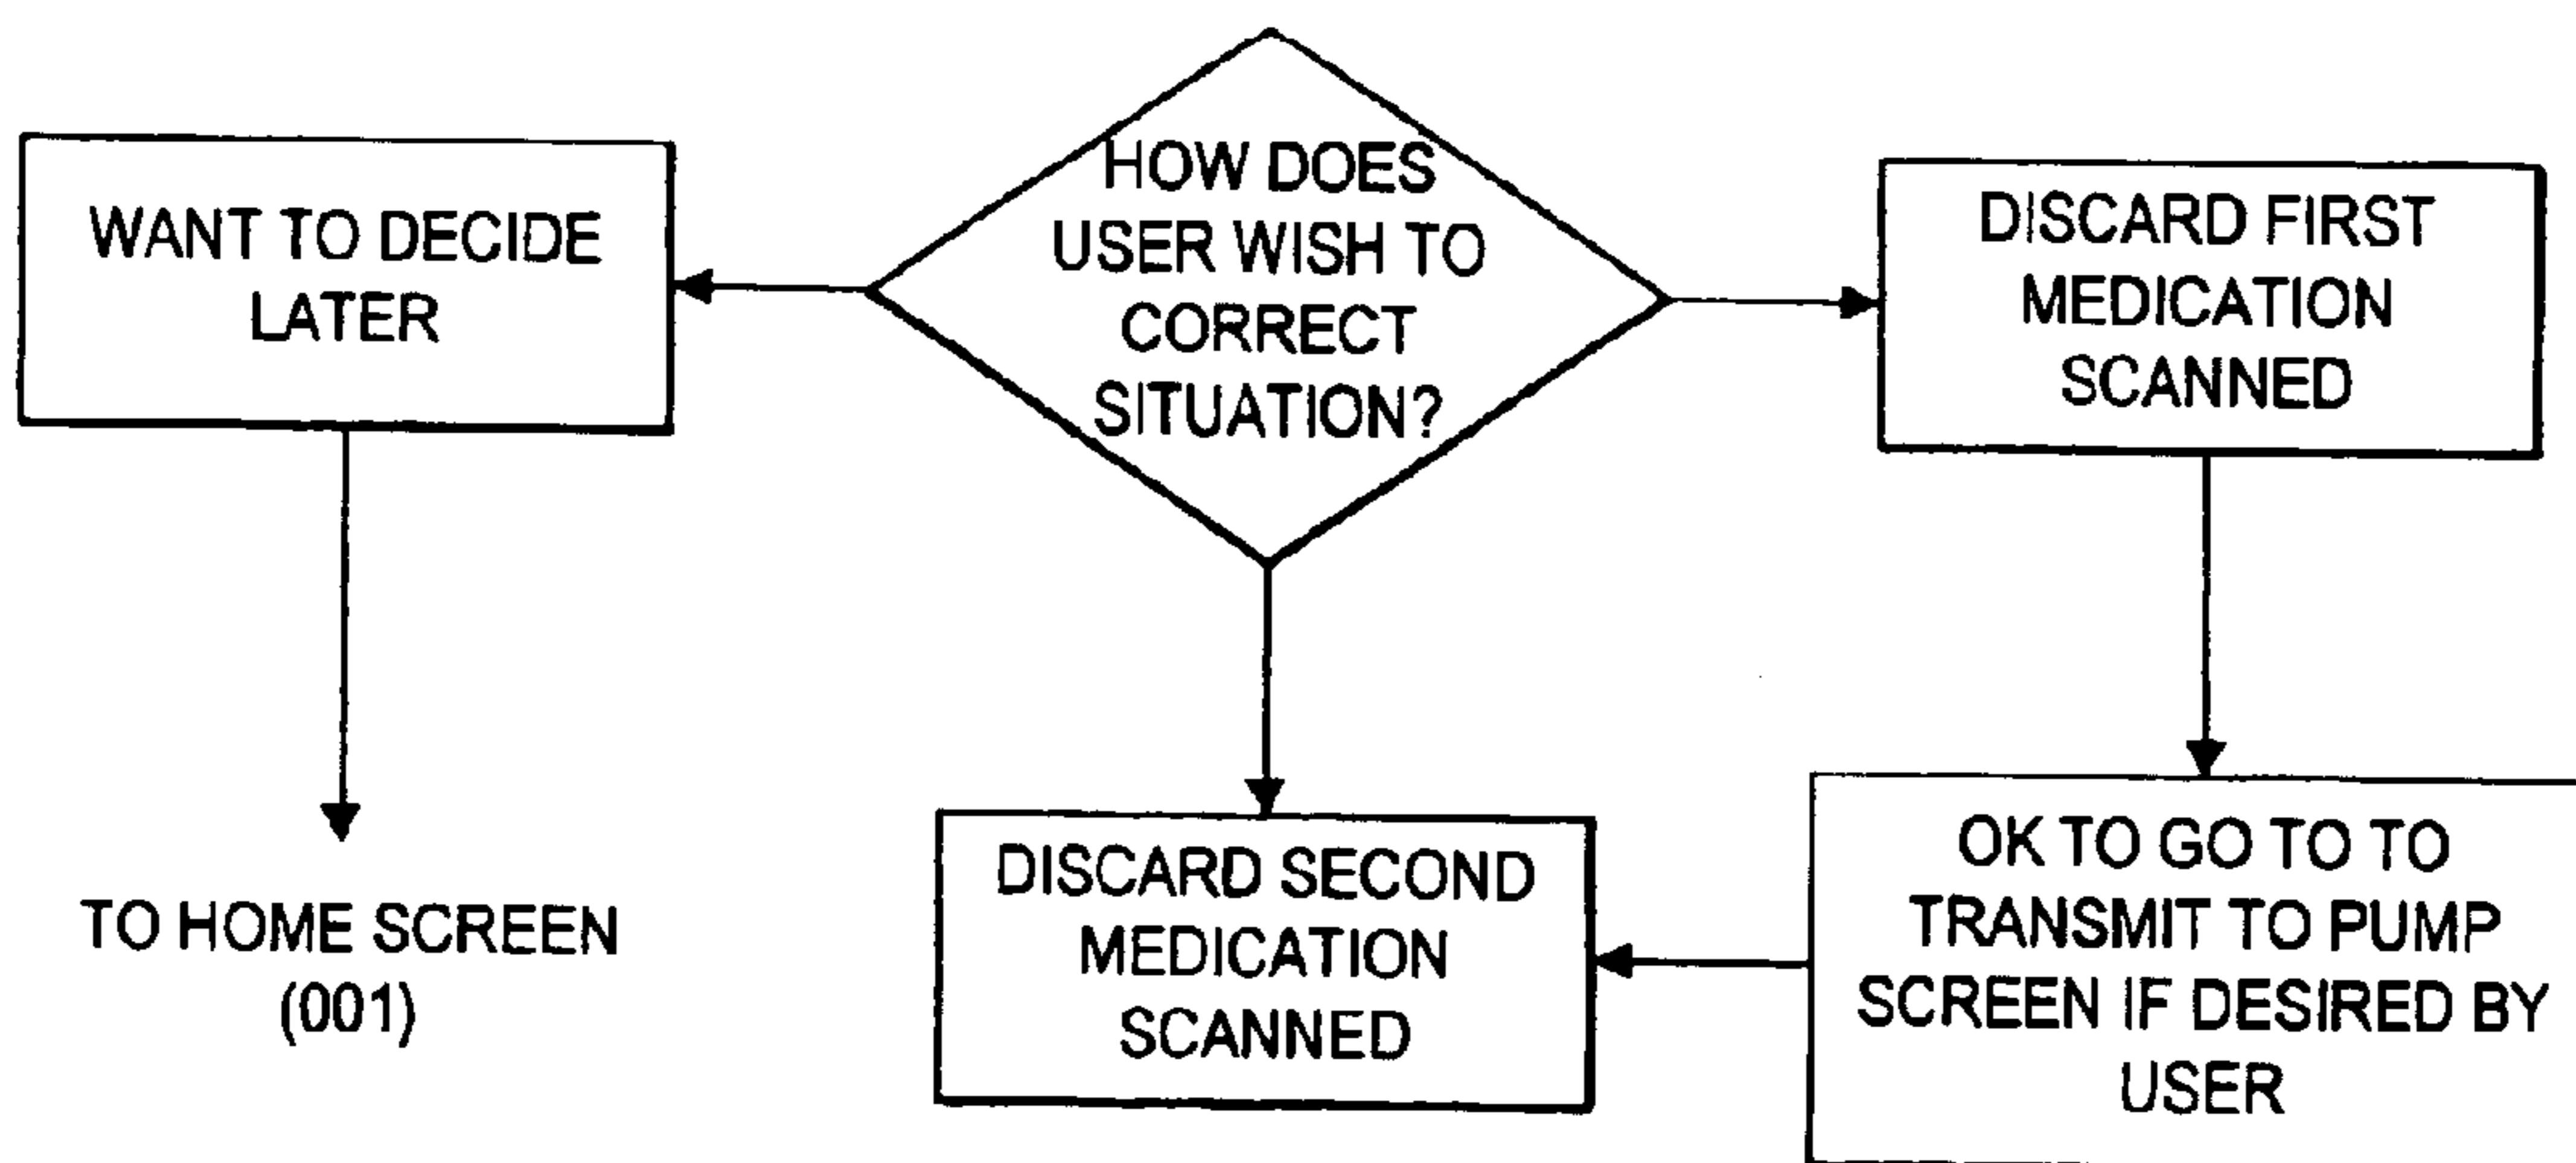 WANT TO DECIDE
LATER
HOW DOES
USER WISH TO
CORRECT
SITUATION?
DISCARD FIRST
MEDICATION
SCANNED
TO HOME SCREEN
(001)
DISCARD SECOND
MEDICATION
SCANNED
OK TO GO TO TO
TRANSMIT TO PUMP
SCREEN IF DESIRED BY
USER